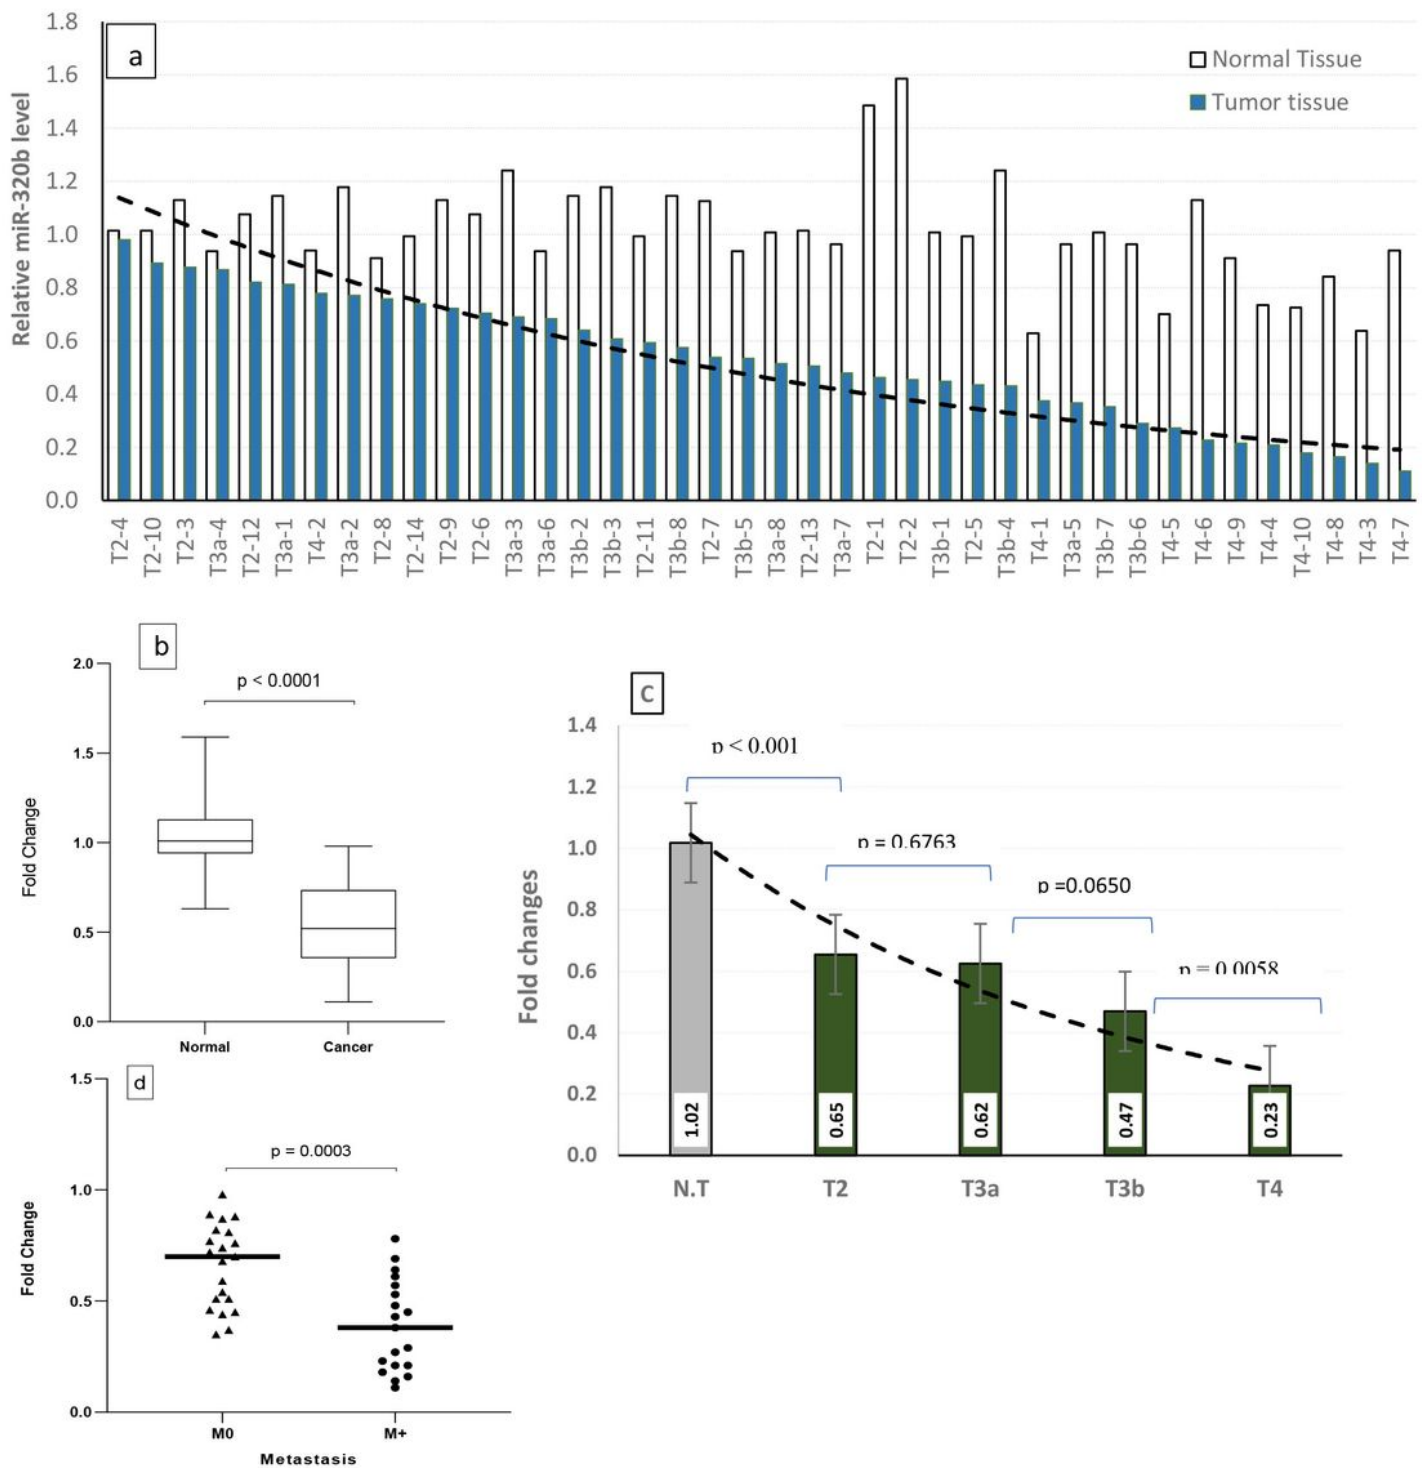 a
1.8
1.6
1.4
1.2
1.0
0.8
0.6
0.4
0.2
0.0
Relative miR-320b level
Normal Tissue
Tumor tissue
T2-4
T2-10
T2-3
T3a-4
T2-12
T3a-1
T4-2
T3a-2
T2-8
T2-14
T2-9
T2-6
T3a-3
T3a-6
T3b-2
T3b-3
T2-11
T3b-8
T2-7
T3b-5
T3a-8
T2-13
T3a-7
T2-1
T2-2
T3b-1
T2-5
T3b-4
T4-1
T3a-5
T3b-7
T3b-6
T4-5
T4-6
T4-9
T4-4
T4-10
T4-8
T4-3
T4-7
b
2.0
1.5
1.0
0.5
0.0
Fold Change
p < 0.0001
Normal
Cancer
c
1.4
1.2
1.0
0.8
0.6
0.4
0.2
0.0
Fold changes
p < 0.001
p = 0.6763
p =0.0650
p = 0.0058
1.02
0.65
0.62
0.47
0.23
N.T
T2
T3a
T3b
T4
d
1.5
1.0
0.5
0.0
Fold Change
p = 0.0003
M0
M+
Metastasis